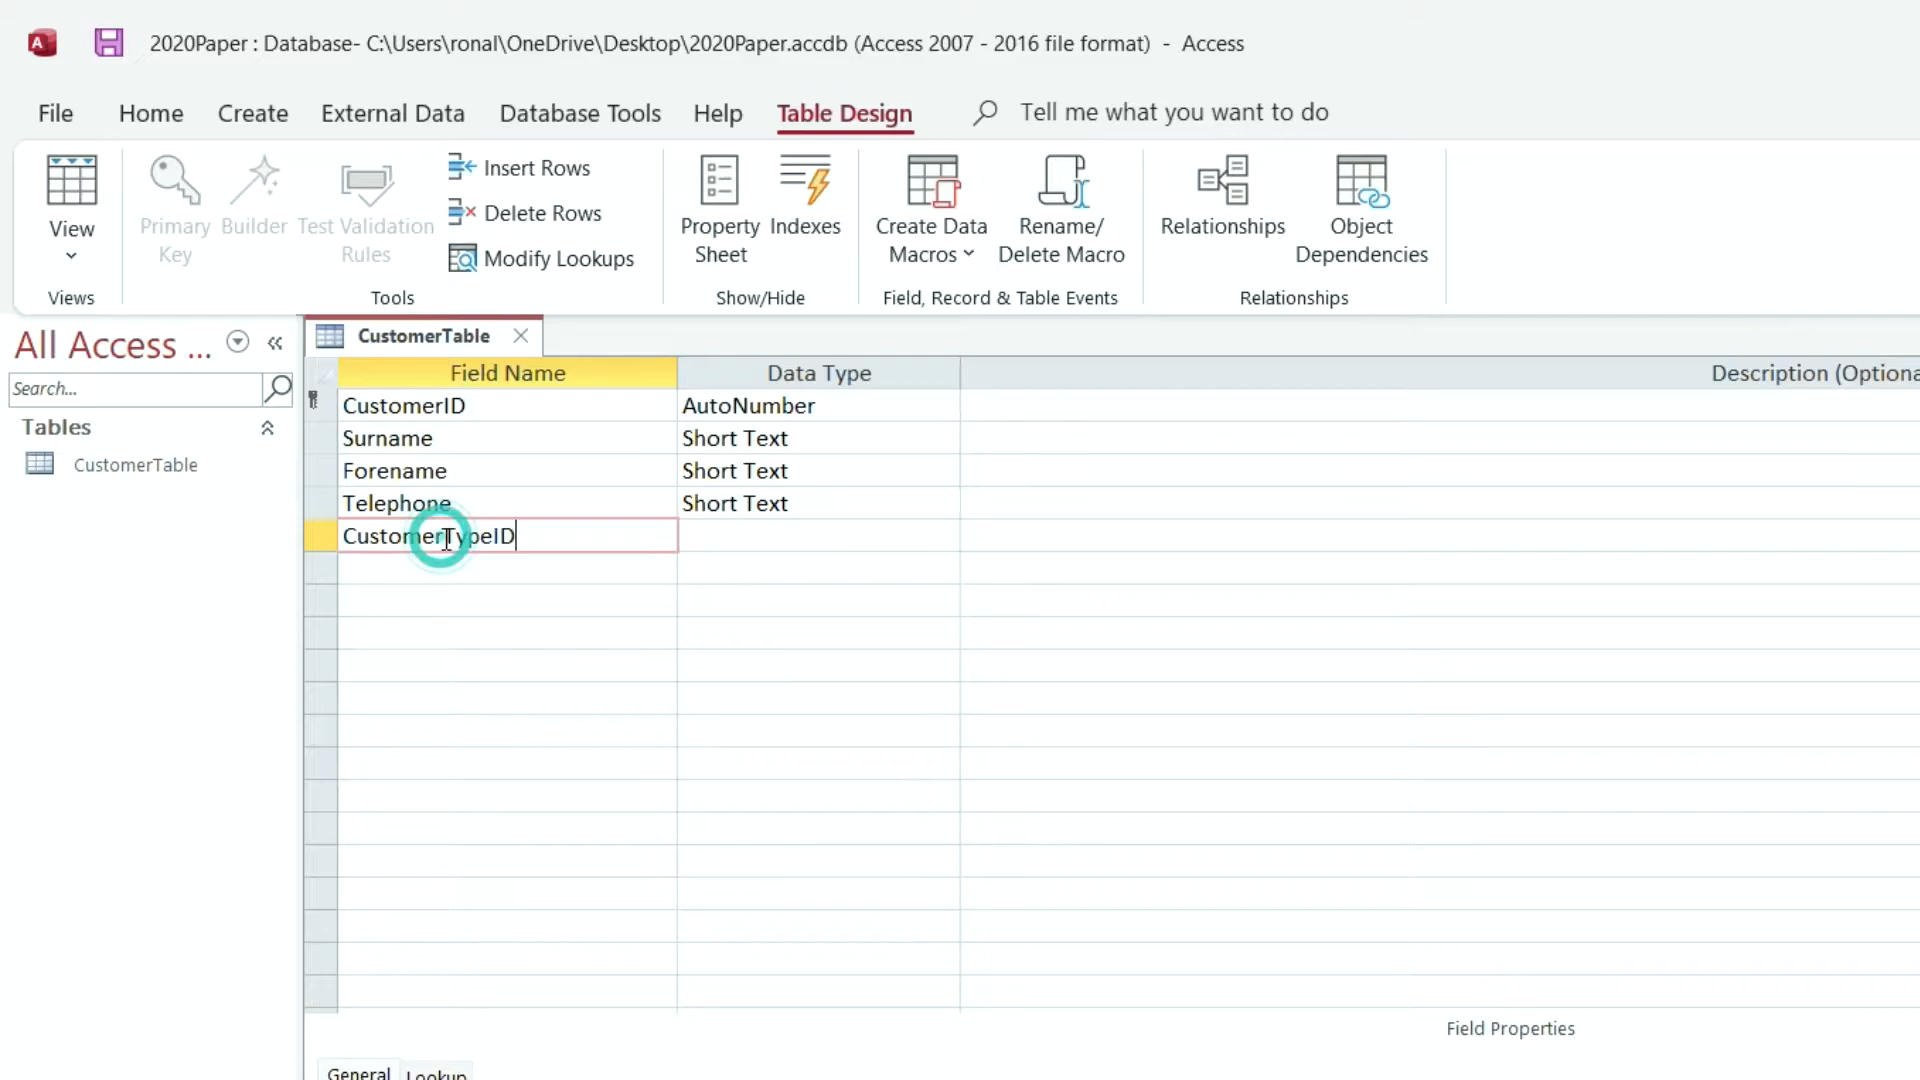 2020Paper : Database- C:\Users\ronal\OneDrive\Desktop\2020Paper.accdb (Access 2007 - 2016 file format) - Access
File Home Create External Data Database Tools Help Table Design Tell me what you want to do
View
Views
Primary Key
Builder
Test Validation Rules
Insert Rows
Delete Rows
Modify Lookups
Tools
Property Sheet
Indexes
Show/Hide
Create Data Macros
Rename/ Delete Macro
Field, Record & Table Events
Relationships
Object Dependencies
Relationships
All Access ...
Search...
Tables
CustomerTable
CustomerTable
Field Name Data Type Description (Optiona
CustomerID AutoNumber
Surname Short Text
Forename Short Text
Telephone Short Text
CustomerTypeID
Field Properties
General Lookup